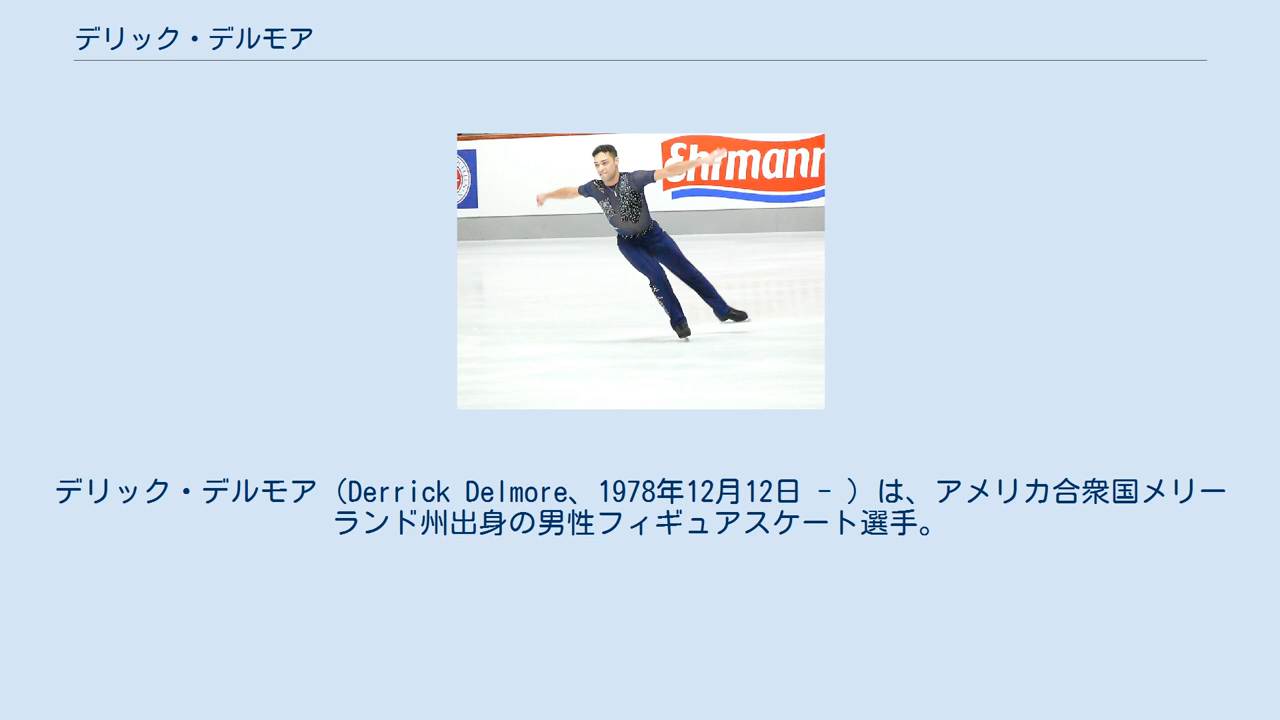 デリック・デルモア
Ehrmann
デリック・デルモア（Derrick Delmore、1978年12月12日 - ）は、アメリカ合衆国メリー
ランド州出身の男性フィギュアスケート選手。